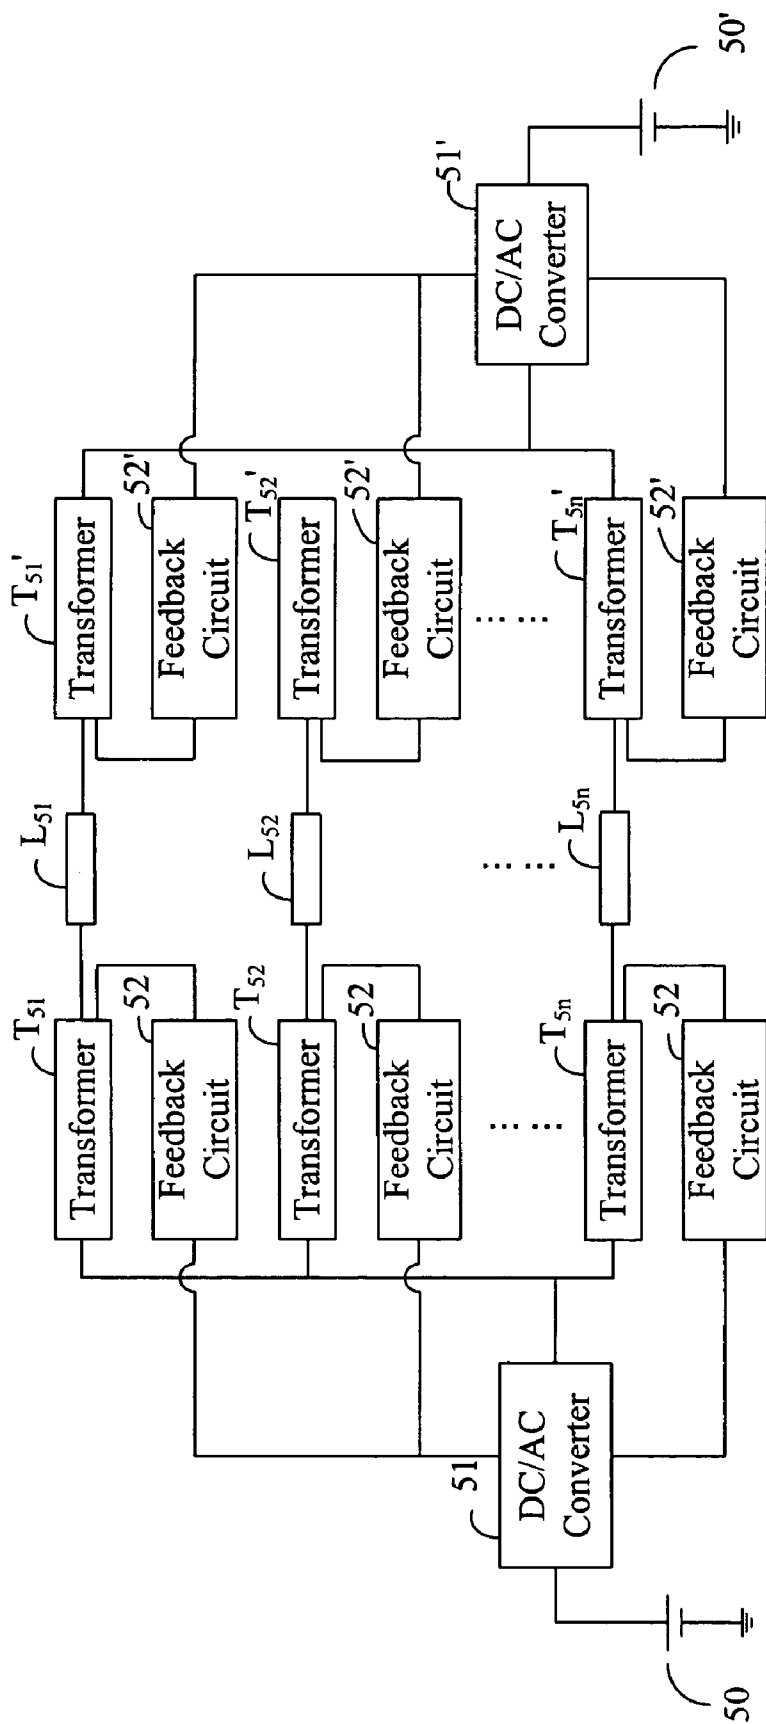 T51
T51'
L51
Transformer
Transformer
52
52'
Feedback
Circuit
Feedback
Circuit
T52
T52'
L52
Transformer
Transformer
52
52'
Feedback
Circuit
Feedback
Circuit
51
DC/AC
Converter
51'
DC/AC
Converter
...... ...... ......
T5n
T5n'
L5n
Transformer
Transformer
52
52'
Feedback
Circuit
Feedback
Circuit
50
50'